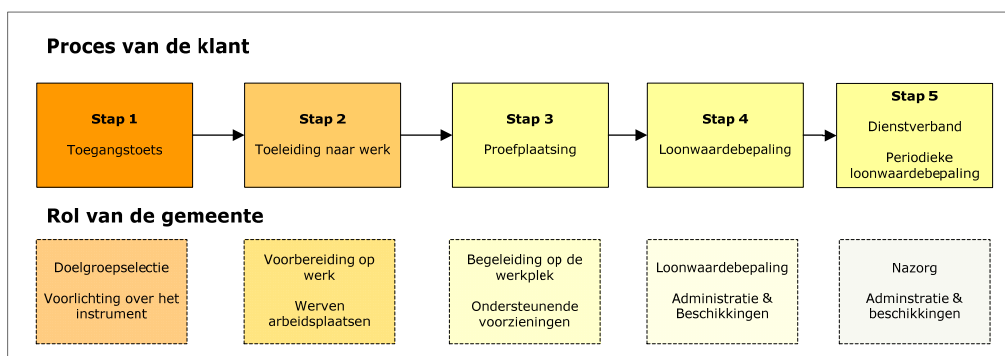 Proces van de klant
Stap 1
Toegangstoets
Stap 2
Toeleiding naar werk
Stap 3
Proefplaatsing
Stap 4
Loonwaardebepaling
Stap 5
Dienstverband
Periodieke
loonwaardebepaling
Rol van de gemeente
Doelgroepselectie
Voorlichting over het
instrument
Voorbereiding op
werk
Werven
arbeidsplaatsen
Begeleiding op de
werkplek
Ondersteunende
voorzieningen
Loonwaardebepaling
Administratie &
Beschikkingen
Nazorg
Adminstratie &
beschikkingen